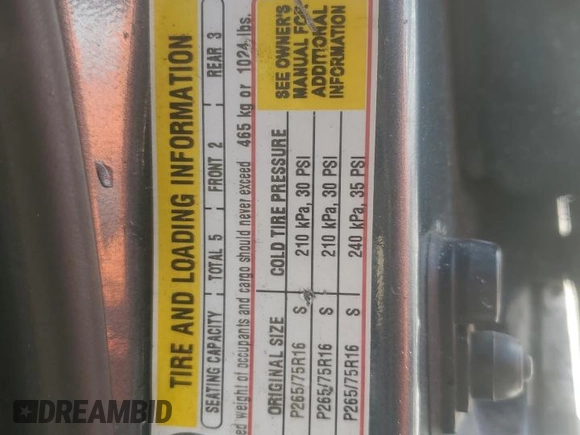 TIRE AND LOADING INFORMATION
SEATING CAPACITY TOTAL 5 FRONT 2 REAR 3
weight of occupants and cargo should never exceed 465 kg or 1024 lbs.
ORIGINAL SIZE COLD TIRE PRESSURE
P265/75R16 S 210 kPa, 30 PSI
P265/75R16 S 210 kPa, 30 PSI
P265/75R16 S 240 kPa, 35 PSI
SEE OWNER'S
MANUAL FOR
ADDITIONAL
INFORMATION
DREAMBID